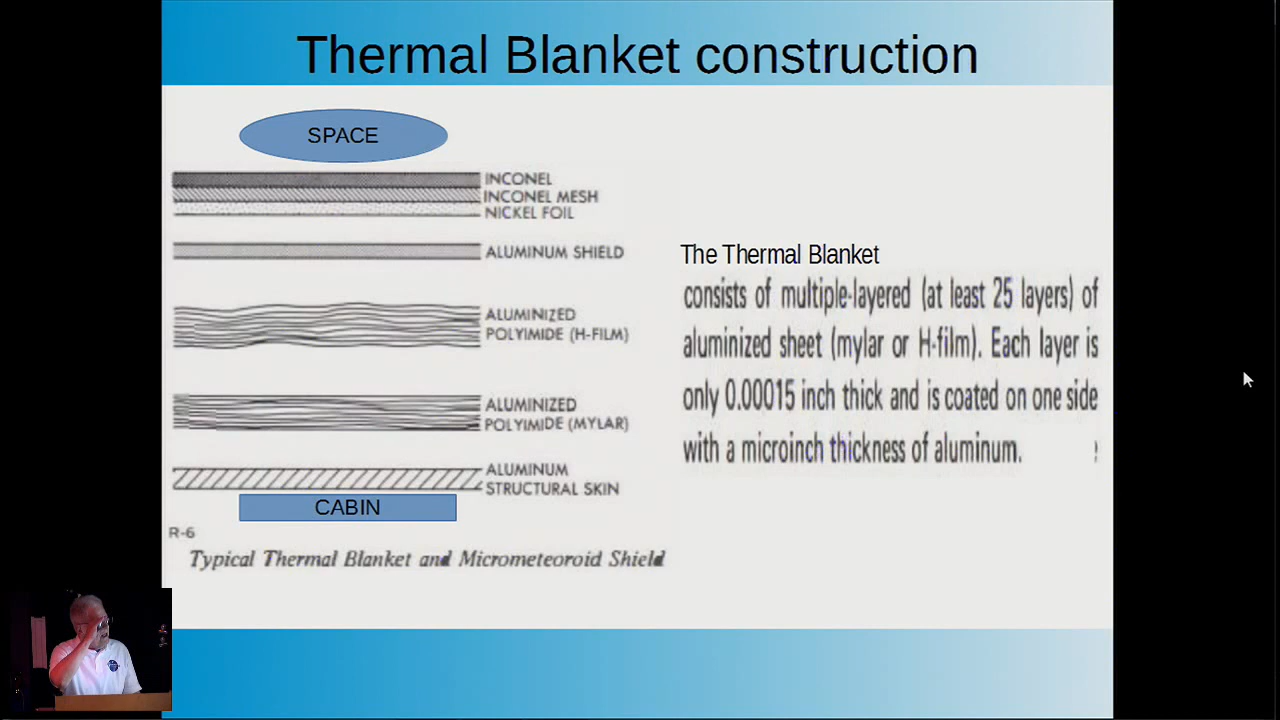 Thermal Blanket construction
SPACE
INCONEL
INCONEL MESH
NICKEL FOIL
ALUMINUM SHIELD
ALUMINIZED
POLYIMIDE (H-FILM)
ALUMINIZED
POLYIMIDE (MYLAR)
ALUMINUM
STRUCTURAL SKIN
CABIN
R-6
Typical Thermal Blanket and Micrometeoroid Shield
The Thermal Blanket
consists of multiple-layered (at least 25 layers) of
aluminized sheet (mylar or H-film). Each layer is
only 0.00015 inch thick and is coated on one side
with a microinch thickness of aluminum.